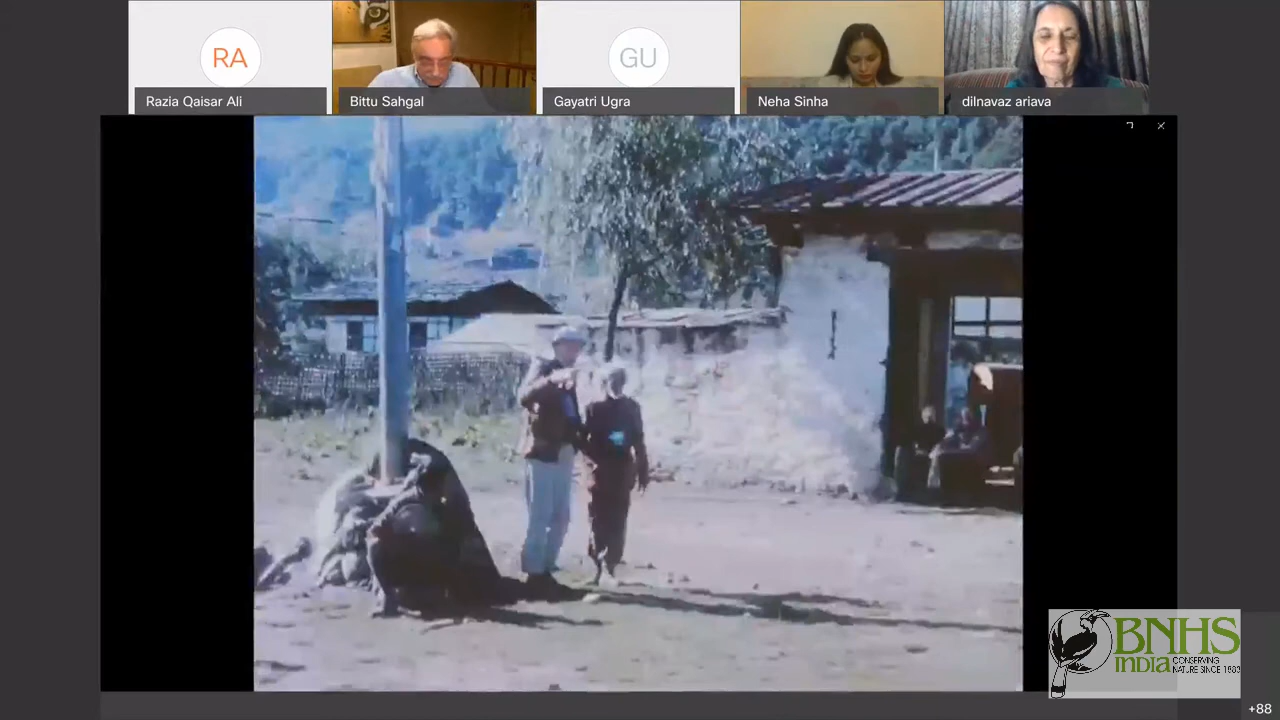 RA
GU
Razia Qaisar Ali
Bittu Sahgal
Gayatri Ugra
Neha Sinha
dilnavaz ariava
BNHS
INDIA
CONSERVING
NATURE SINCE 1883
+88